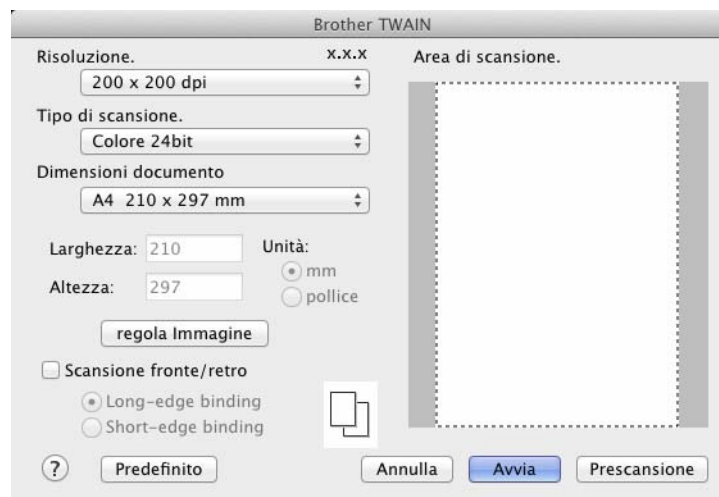 Brother TWAIN
Risoluzione.
x.x.x
200 x 200 dpi
Tipo di scansione.
Colore 24bit
Dimensioni documento
A4 210 x 297 mm
Larghezza: 210
Unità:
mm
Altezza: 297
pollice
regola Immagine
Scansione fronte/retro
Long-edge binding
Short-edge binding
? Predefinito
Area di scansione.
Annulla Avvia Prescansione